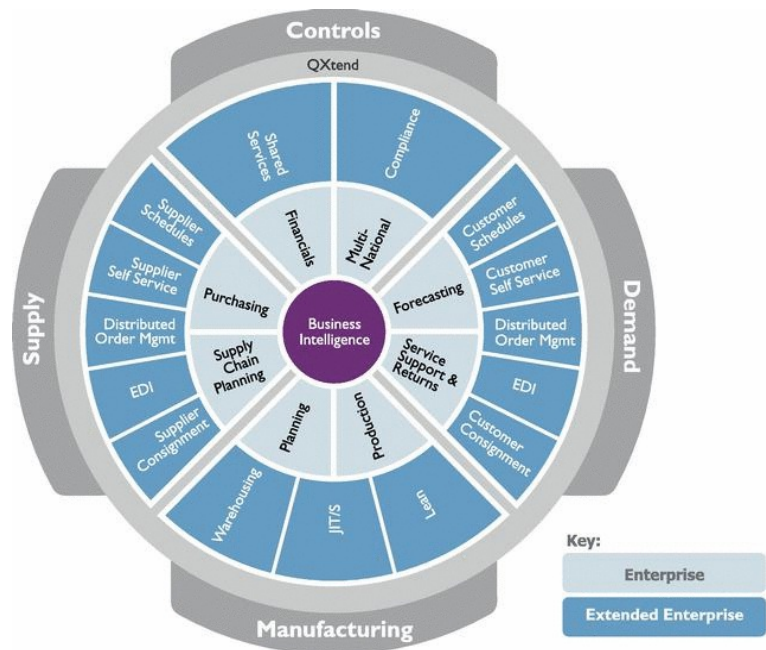 Controls
QXtend
Shared
Services
Compliance
Financials
Multi-
National
Supplier
Schedules
Supplier
Self Service
Distributed
Order Mgmt
EDI
Supplier
Consignment
Supply
Purchasing
Supply
Chain
Planning
Business
Intelligence
Forecasting
Service
Support &
Returns
Customer
Schedules
Customer
Self Service
Distributed
Order Mgmt
EDI
Customer
Consignment
Demand
Planning
Production
Warehousing
JIT/S
Lean
Manufacturing
Key:
Enterprise
Extended Enterprise